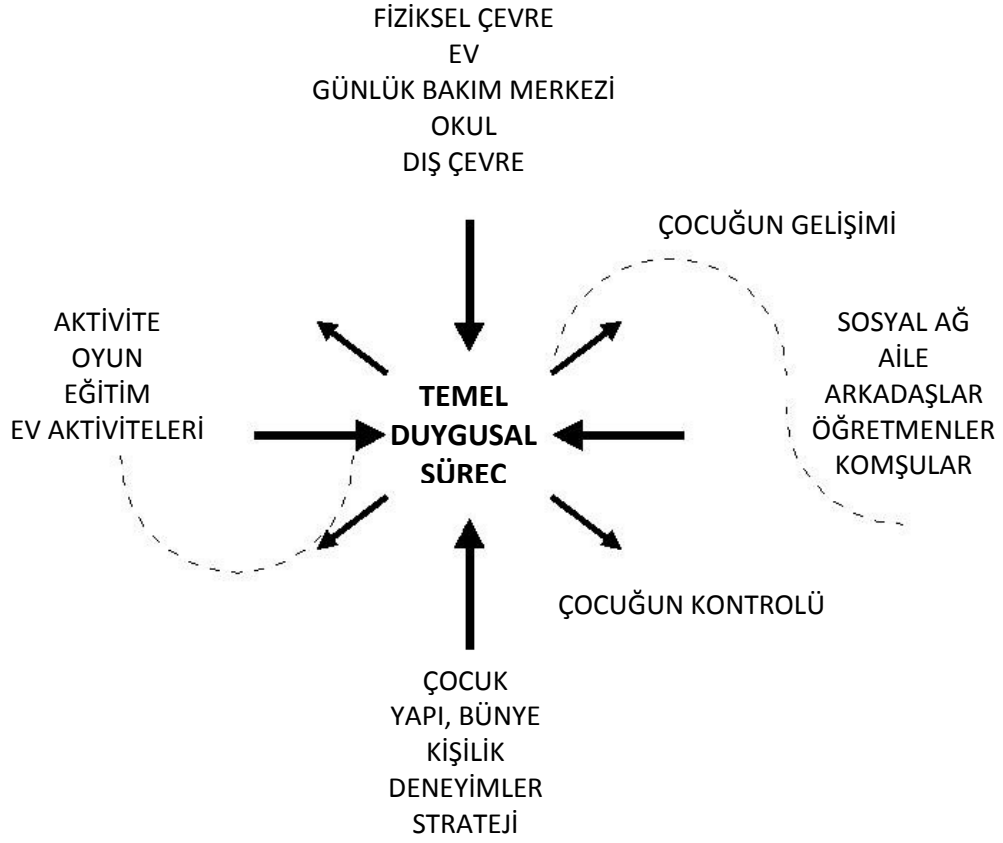 FİZİKSEL ÇEVRE
EV
GÜNLÜK BAKIM MERKEZİ
OKUL
DIŞ ÇEVRE
ÇOCUĞUN GELİŞİMİ
AKTİVİTE
OYUN
EĞİTİM
EV AKTİVİTELERİ
TEMEL
DUYGUSAL
SÜREC
SOSYAL AĞ
AİLE
ARKADAŞLAR
ÖĞRETMENLER
KOMŞULAR
ÇOCUĞUN KONTROLÜ
ÇOCUK
YAPI, BÜNYE
KİŞİLİK
DENEYİMLER
STRATEJİ